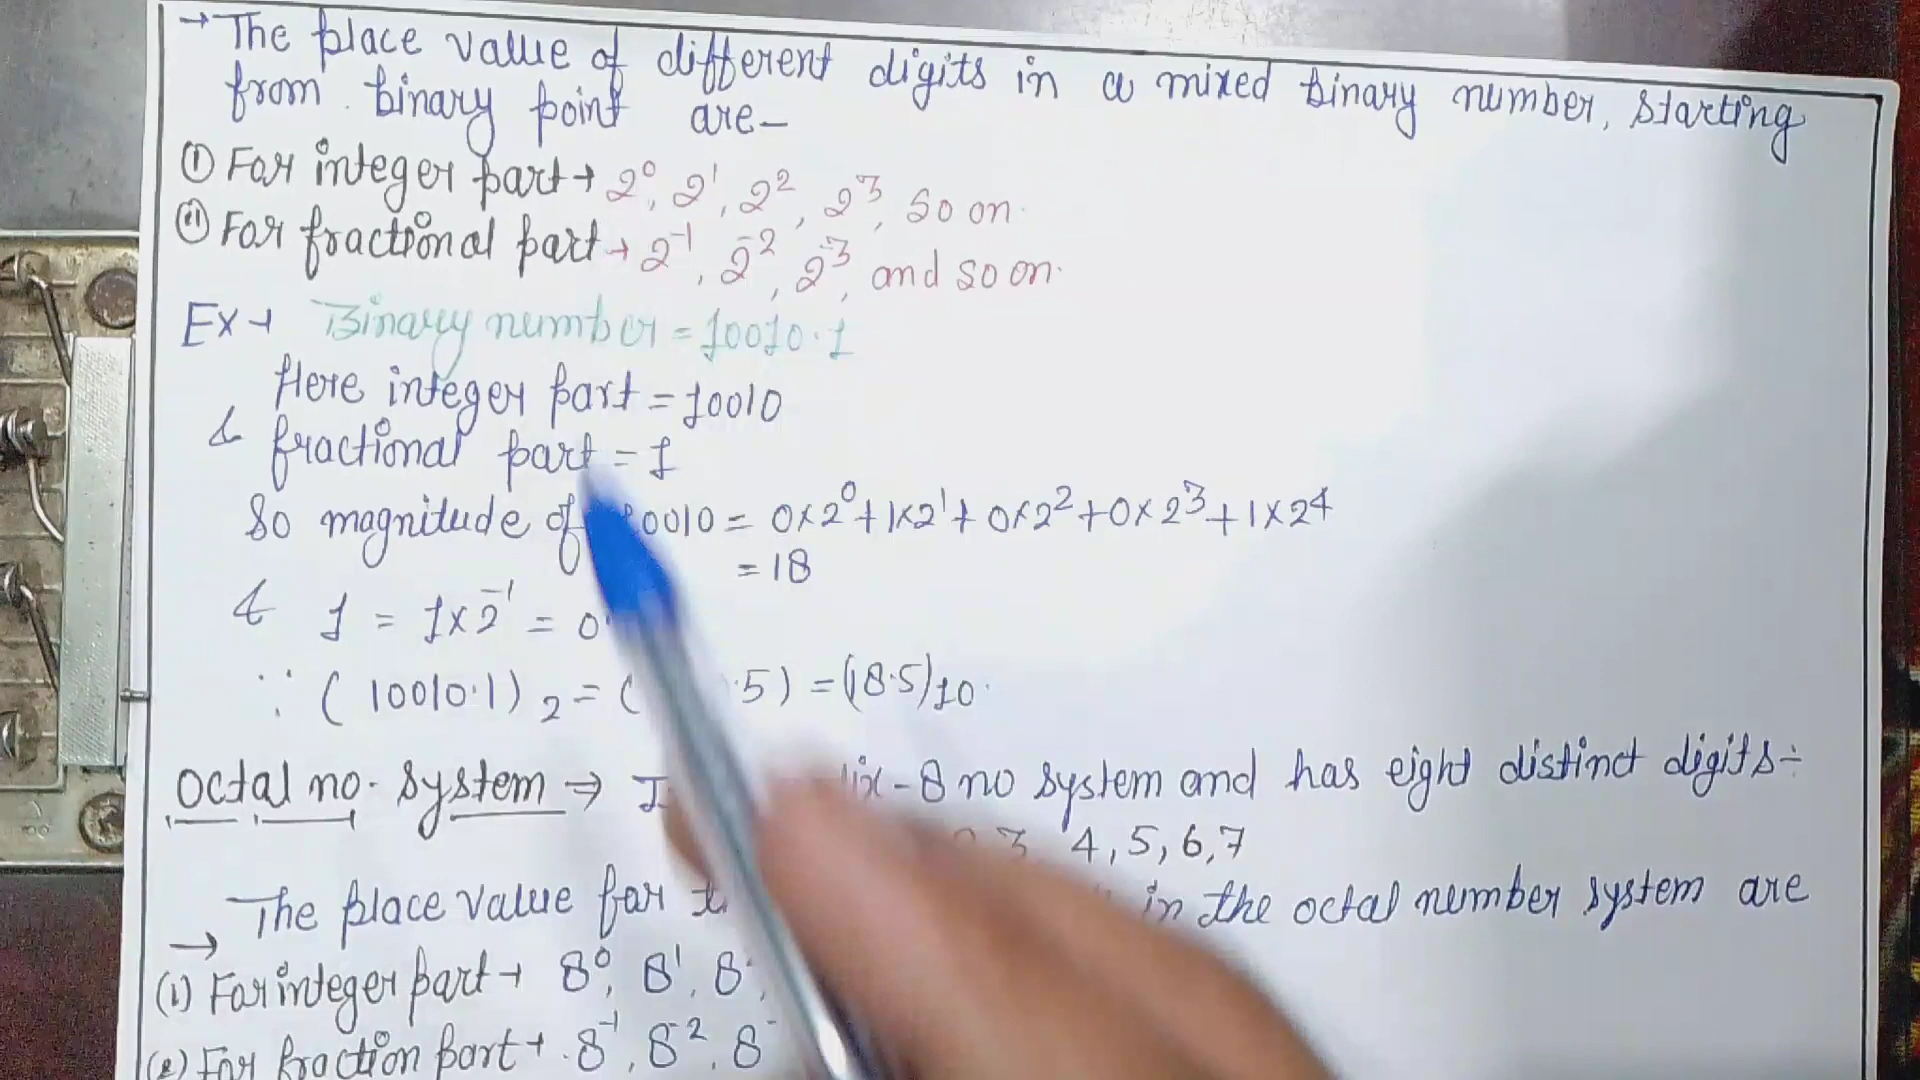 → The place value of different digits in a mixed binary number, starting
from binary point are –
(i) For integer part → 2⁰, 2¹, 2², 2³, so on.
(ii) For fractional part → 2⁻¹, 2⁻², 2⁻³, and so on.
Ex → Binary number = 10010.1
Here integer part = 10010
& fractional part = 1
So magnitude of 0010 = 0×2⁰+1×2¹+0×2²+0×2³+1×2⁴
= 18
& 1 = 1×2⁻¹ = 0.
∵ (10010.1)₂ = ( .5) = (18.5)₁₀.
Octal no. system ⇒ -8 no system and has eight distinct digits –
3 4, 5, 6, 7
→ The place value for in the octal number system are
(i) For integer part → 8⁰, 8¹, 8
(2) For fraction part → 8⁻¹, 8⁻², 8⁻